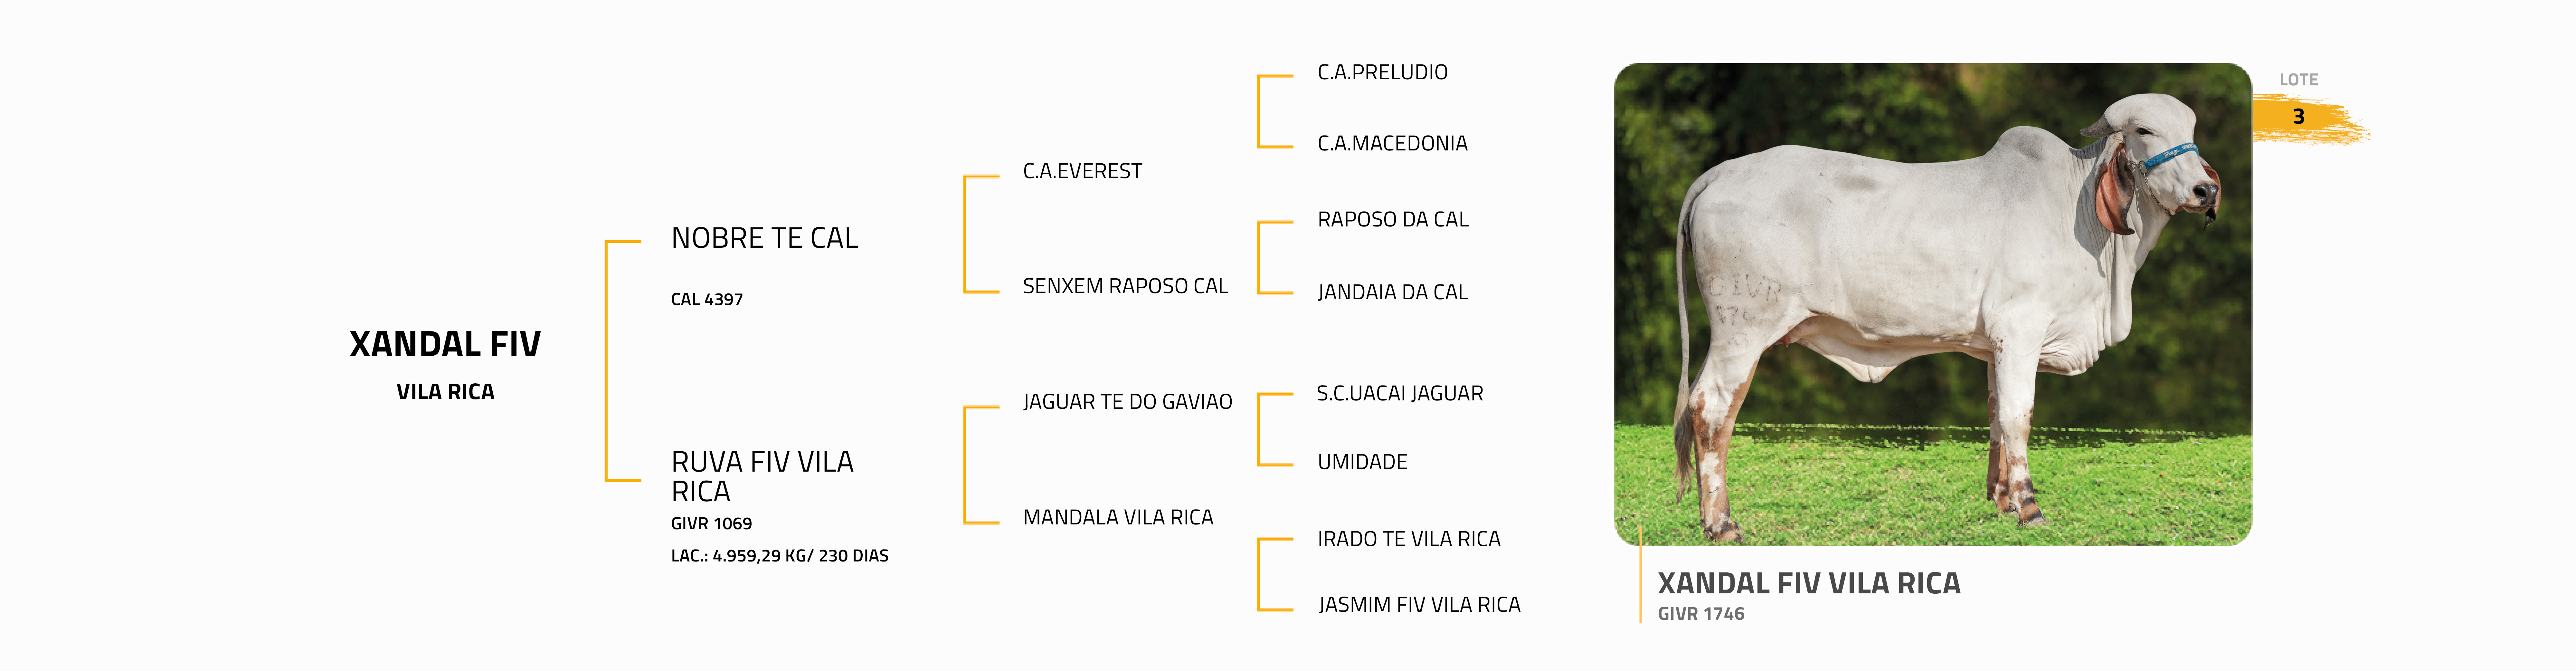 XANDAL FIV
VILA RICA
NOBRE TE CAL
CAL 4397
RUVA FIV VILA
RICA
GIVR 1069
LAC.: 4.959,29 KG/ 230 DIAS
C.A.EVEREST
SENXEM RAPOSO CAL
JAGUAR TE DO GAVIAO
MANDALA VILA RICA
C.A.PRELUDIO
C.A.MACEDONIA
RAPOSO DA CAL
JANDAIA DA CAL
S.C.UACAI JAGUAR
UMIDADE
IRADO TE VILA RICA
JASMIM FIV VILA RICA
GIVR
LOTE
3
XANDAL FIV VILA RICA
GIVR 1746